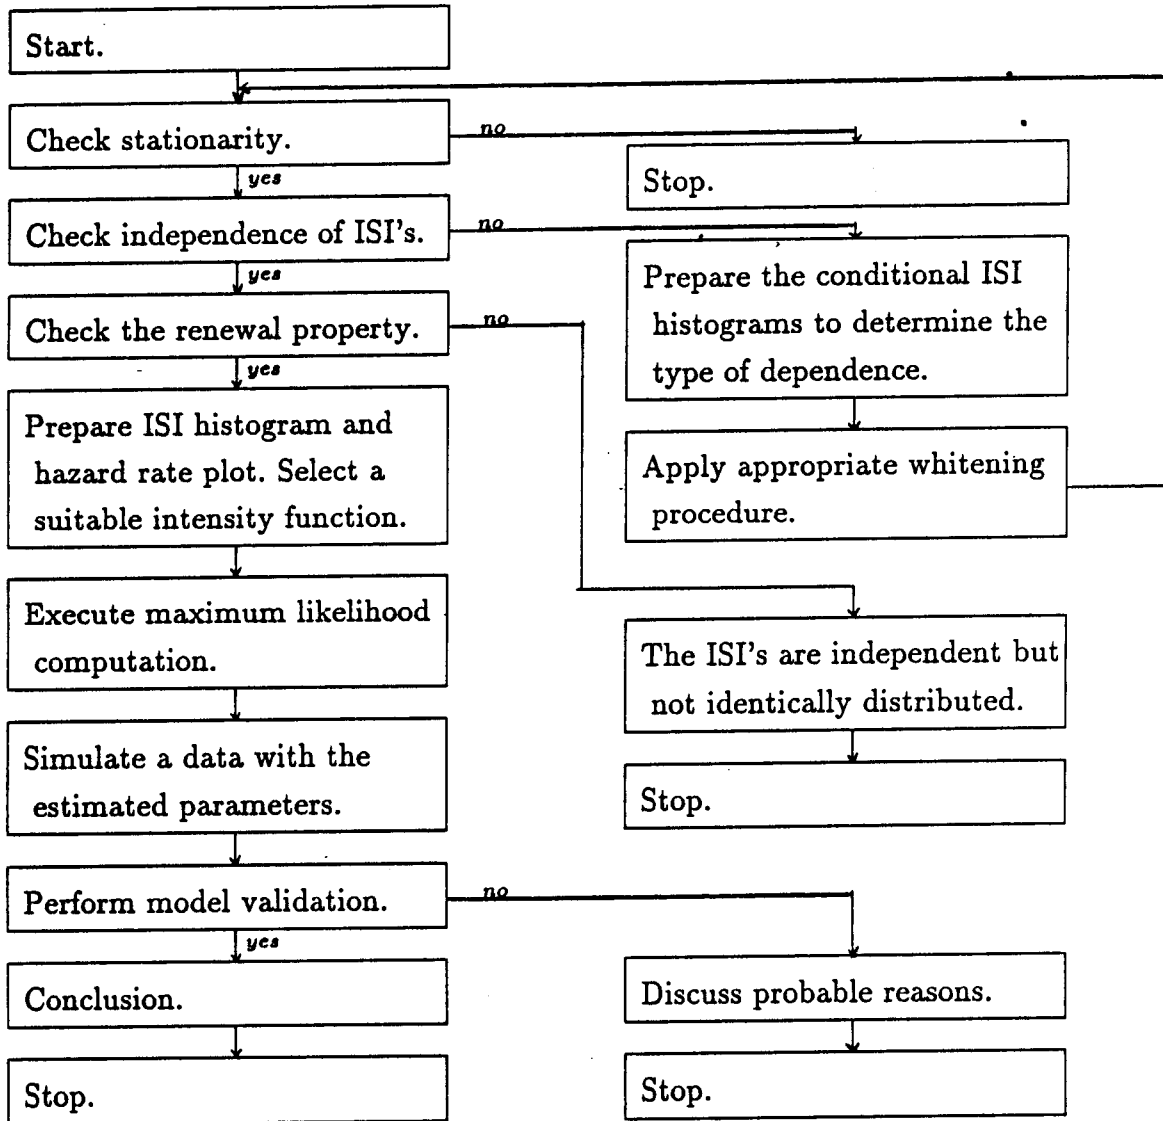 Start.
Check stationarity.
no
Stop.
yes
Check independence of ISI's.
no
Prepare the conditional ISI
histograms to determine the
type of dependence.
yes
Check the renewal property.
no
yes
Prepare ISI histogram and
hazard rate plot. Select a
suitable intensity function.
Apply appropriate whitening
procedure.
Execute maximum likelihood
computation.
The ISI's are independent but
not identically distributed.
Stop.
Simulate a data with the
estimated parameters.
Perform model validation.
no
yes
Conclusion.
Discuss probable reasons.
Stop.
Stop.